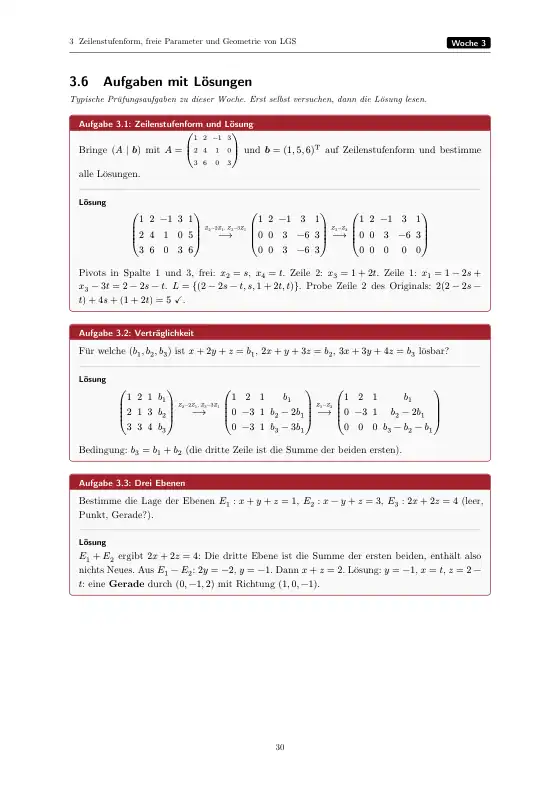 3 Zeilenstufenform, freie Parameter und Geometrie von LGS
Woche 3
3.6 Aufgaben mit Lösungen
Typische Prüfungsaufgaben zu dieser Woche. Erst selbst versuchen, dann die Lösung lesen.
Aufgabe 3.1: Zeilenstufenform und Lösung
Bringe (A | b) mit A = (1 2 −1 3; 2 4 1 0; 3 6 0 3) und b = (1, 5, 6)ᵀ auf Zeilenstufenform und bestimme
alle Lösungen.
Lösung
(1 2 −1 3 1; 2 4 1 0 5; 3 6 0 3 6) Z₂−2Z₁, Z₃−3Z₁ ⟶ (1 2 −1 3 1; 0 0 3 −6 3; 0 0 3 −6 3) Z₃−Z₂ ⟶ (1 2 −1 3 1; 0 0 3 −6 3; 0 0 0 0 0)
Pivots in Spalte 1 und 3, frei: x₂ = s, x₄ = t. Zeile 2: x₃ = 1 + 2t. Zeile 1: x₁ = 1 − 2s +
x₃ − 3t = 2 − 2s − t. L = {(2 − 2s − t, s, 1 + 2t, t)}. Probe Zeile 2 des Originals: 2(2 − 2s −
t) + 4s + (1 + 2t) = 5 ✓.
Aufgabe 3.2: Verträglichkeit
Für welche (b₁, b₂, b₃) ist x + 2y + z = b₁, 2x + y + 3z = b₂, 3x + 3y + 4z = b₃ lösbar?
Lösung
(1 2 1 b₁; 2 1 3 b₂; 3 3 4 b₃) Z₂−2Z₁, Z₃−3Z₁ ⟶ (1 2 1 b₁; 0 −3 1 b₂ − 2b₁; 0 −3 1 b₃ − 3b₁) Z₃−Z₂ ⟶ (1 2 1 b₁; 0 −3 1 b₂ − 2b₁; 0 0 0 b₃ − b₂ − b₁)
Bedingung: b₃ = b₁ + b₂ (die dritte Zeile ist die Summe der beiden ersten).
Aufgabe 3.3: Drei Ebenen
Bestimme die Lage der Ebenen E₁ : x + y + z = 1, E₂ : x − y + z = 3, E₃ : 2x + 2z = 4 (leer,
Punkt, Gerade?).
Lösung
E₁ + E₂ ergibt 2x + 2z = 4: Die dritte Ebene ist die Summe der ersten beiden, enthält also
nichts Neues. Aus E₁ − E₂: 2y = −2, y = −1. Dann x + z = 2. Lösung: y = −1, x = t, z = 2 −
t: eine Gerade durch (0, −1, 2) mit Richtung (1, 0, −1).
30